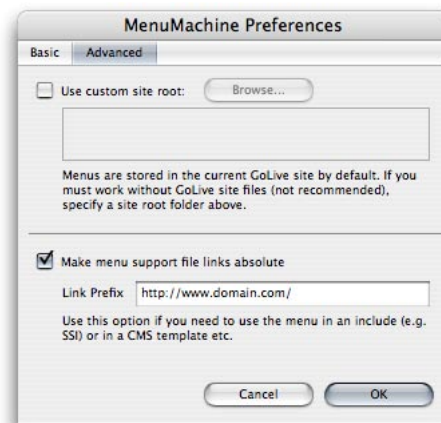 MenuMachine Preferences
Basic Advanced
Use custom site root: Browse...
Menus are stored in the current GoLive site by default. If you
must work without GoLive site files (not recommended),
specify a site root folder above.
Make menu support file links absolute
Link Prefix http://www.domain.com/
Use this option if you need to use the menu in an include (e.g.
SSI) or in a CMS template etc.
Cancel OK